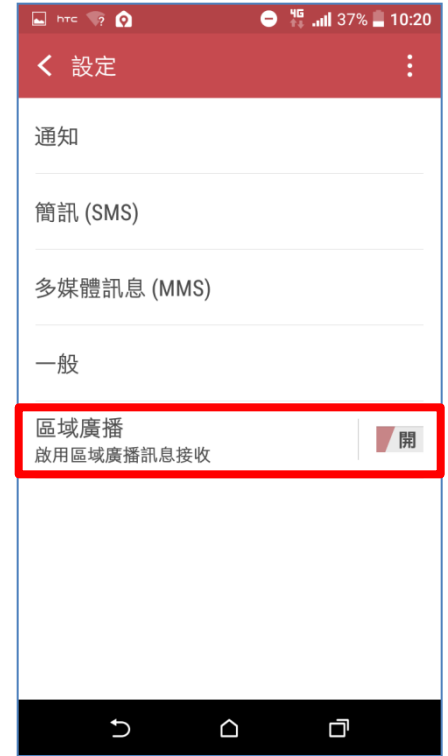 hTC 4G 37% 10:20
設定
通知
簡訊 (SMS)
多媒體訊息 (MMS)
一般
區域廣播
啟用區域廣播訊息接收
開